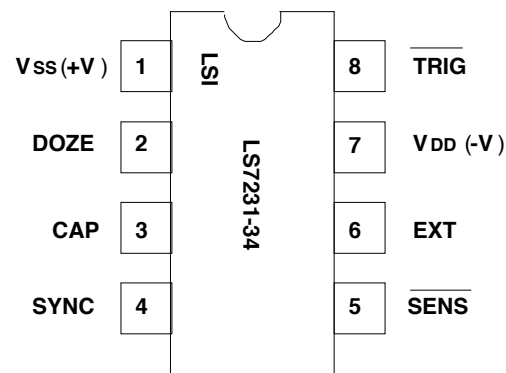 VSS (+V) 1 LSI 8 TRIG
DOZE 2 7 VDD (-V)
LS7231-34
CAP 3 6 EXT
SYNC 4 5 SENS